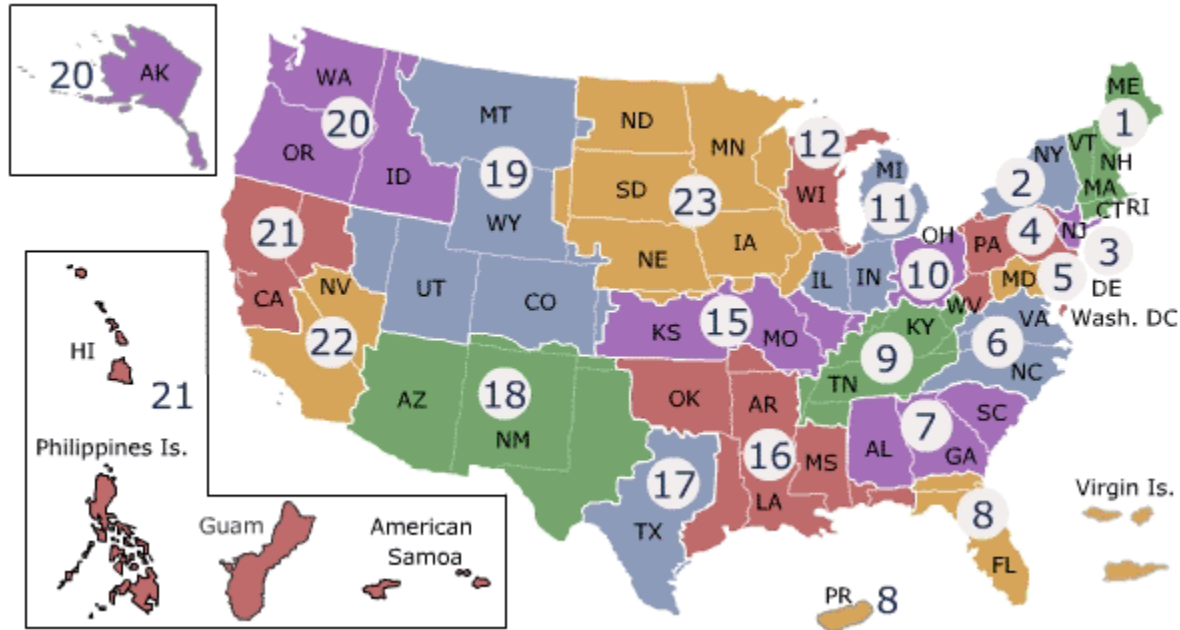 20
AK
WA
20
OR
ID
MT
19
WY
ND
MN
SD
23
NE
IA
12
WI
MI
11
ME
1
VT
NH
NY
MA
2
CT
RI
NJ
4
PA
3
OH
10
MD
5
DE
WV
Wash. DC
VA
6
NC
21
CA
NV
22
UT
CO
IL
IN
KS
15
MO
KY
9
TN
AZ
18
NM
OK
AR
16
MS
LA
AL
7
SC
GA
17
TX
8
FL
PR
8
Virgin Is.
HI
21
Philippines Is.
Guam
American
Samoa